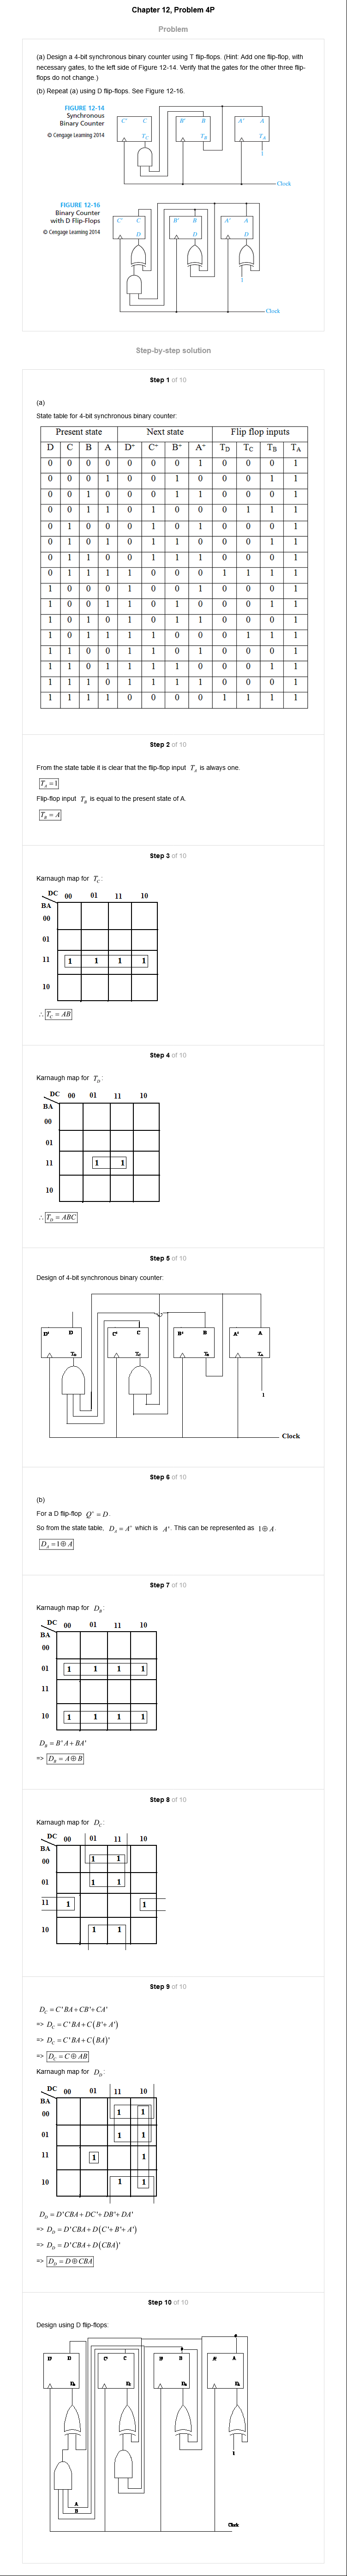 Chapter 12, Problem 4P
Problem
(a) Design a 4-bit synchronous binary counter using T flip-flops. (Hint: Add one flip-flop, with
necessary gates, to the left side of Figure 12-14. Verify that the gates for the other three flip-
flops do not change.)
(b) Repeat (a) using D flip-flops. See Figure 12-16.
FIGURE 12-14
Synchronous
Binary Counter
© Cengage Learning 2014
C' C B' B A' A
T_C T_B T_A
1
Clock
FIGURE 12-16
Binary Counter
with D Flip-Flops
© Cengage Learning 2014
C' C B' B A' A
D D D
1
Clock
Step-by-step solution
Step 1 of 10
(a)
State table for 4-bit synchronous binary counter:
Present state Next state Flip flop inputs
D C B A D⁺ C⁺ B⁺ A⁺ T_D T_C T_B T_A
0 0 0 0 0 0 0 1 0 0 0 1
0 0 0 1 0 0 1 0 0 0 1 1
0 0 1 0 0 0 1 1 0 0 0 1
0 0 1 1 0 1 0 0 0 1 1 1
0 1 0 0 0 1 0 1 0 0 0 1
0 1 0 1 0 1 1 0 0 0 1 1
0 1 1 0 0 1 1 1 0 0 0 1
0 1 1 1 1 0 0 0 1 1 1 1
1 0 0 0 1 0 0 1 0 0 0 1
1 0 0 1 1 0 1 0 0 0 1 1
1 0 1 0 1 0 1 1 0 0 0 1
1 0 1 1 1 1 0 0 0 1 1 1
1 1 0 0 1 1 0 1 0 0 0 1
1 1 0 1 1 1 1 0 0 0 1 1
1 1 1 0 1 1 1 1 0 0 0 1
1 1 1 1 0 0 0 0 1 1 1 1
Step 2 of 10
From the state table it is clear that the flip-flop input T_A is always one.
T_A = 1
Flip-flop input T_B is equal to the present state of A.
T_B = A
Step 3 of 10
Karnaugh map for T_C:
DC 00 01 11 10
BA
00
01
11 1 1 1 1
10
∴ T_C = AB
Step 4 of 10
Karnaugh map for T_D:
DC 00 01 11 10
BA
00
01
11 1 1
10
∴ T_D = ABC
Step 5 of 10
Design of 4-bit synchronous binary counter:
D' D C' C B' B A' A
1
Clock
Step 6 of 10
(b)
For a D flip-flop Q⁺ = D.
So from the state table, D_A = A⁺ which is A'. This can be represented as 1⊕A.
D_A = 1⊕A
Step 7 of 10
Karnaugh map for D_B:
DC 00 01 11 10
BA
00
01 1 1 1 1
11
10 1 1 1 1
D_B = B'A + BA'
=> D_B = A⊕B
Step 8 of 10
Karnaugh map for D_C:
DC 00 01 11 10
BA
00 1 1
01 1 1
11 1 1
10 1 1
Step 9 of 10
D_C = C'BA + CB' + CA'
=> D_C = C'BA + C(B' + A')
=> D_C = C'BA + C(BA)'
=> D_C = C⊕AB
Karnaugh map for D_D:
DC 00 01 11 10
BA
00 1 1
01 1 1
11 1 1
10 1 1
D_D = D'CBA + DC' + DB' + DA'
=> D_D = D'CBA + D(C' + B' + A')
=> D_D = D'CBA + D(CBA)'
=> D_D = D⊕CBA
Step 10 of 10
Design using D flip-flops:
D' D C' C B' B A' A
1
A
B
Clock